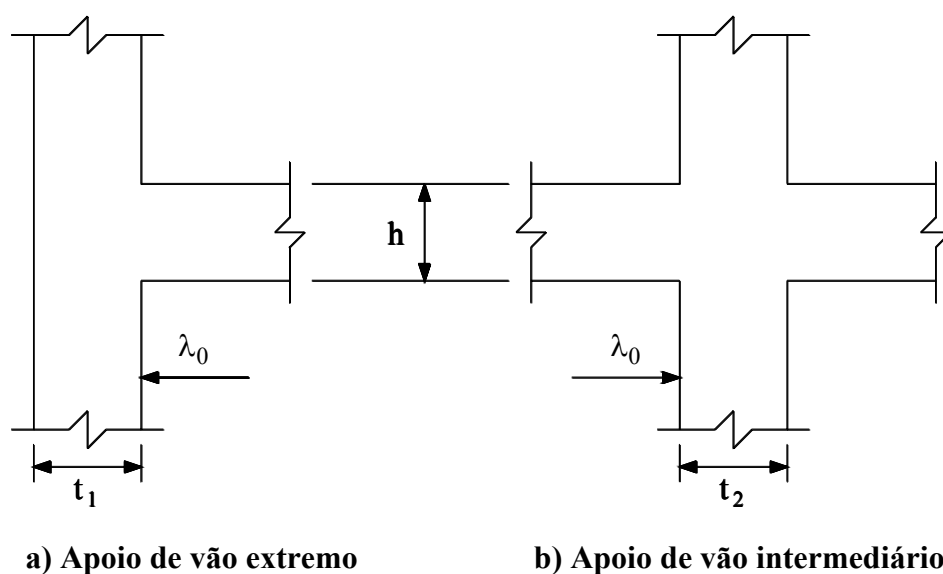 h
λ₀
λ₀
t₁
t₂
a) Apoio de vão extremo
b) Apoio de vão intermediário